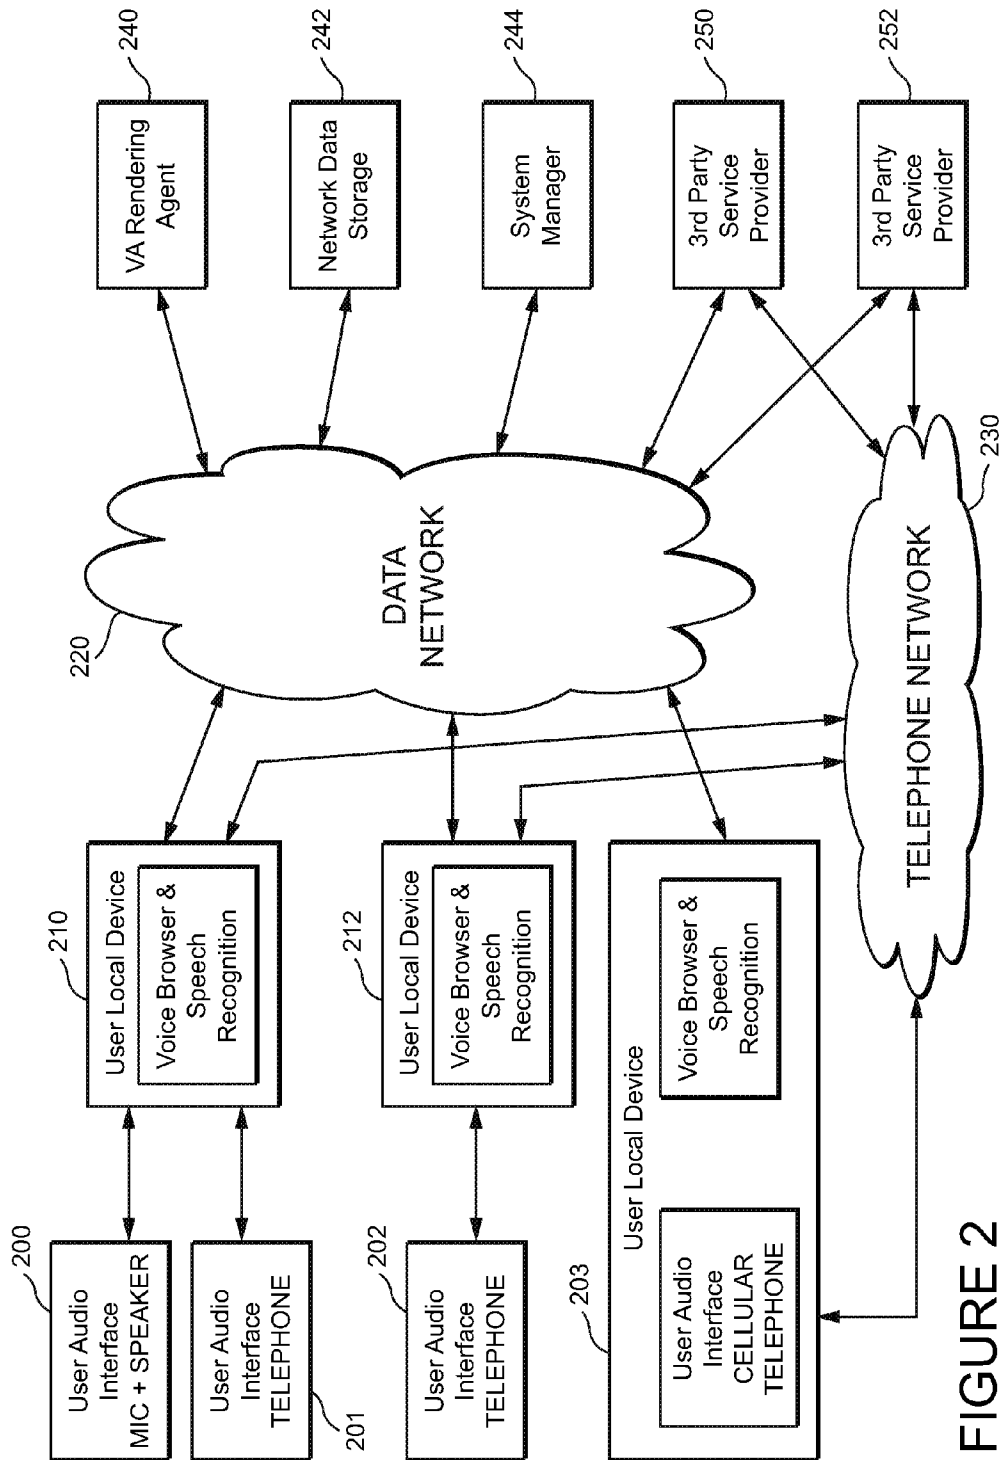 240
VA Rendering
Agent
242
Network Data
Storage
244
System
Manager
250
3rd Party
Service
Provider
252
3rd Party
Service
Provider
220
DATA
NETWORK
230
TELEPHONE NETWORK
210
User Local Device
Voice Browser &
Speech
Recognition
212
User Local Device
Voice Browser &
Speech
Recognition
203
User Local Device
Voice Browser &
Speech
Recognition
User Audio
Interface
CELLULAR
TELEPHONE
200
User Audio
Interface
MIC + SPEAKER
User Audio
Interface
TELEPHONE
201
202
User Audio
Interface
TELEPHONE
FIGURE 2